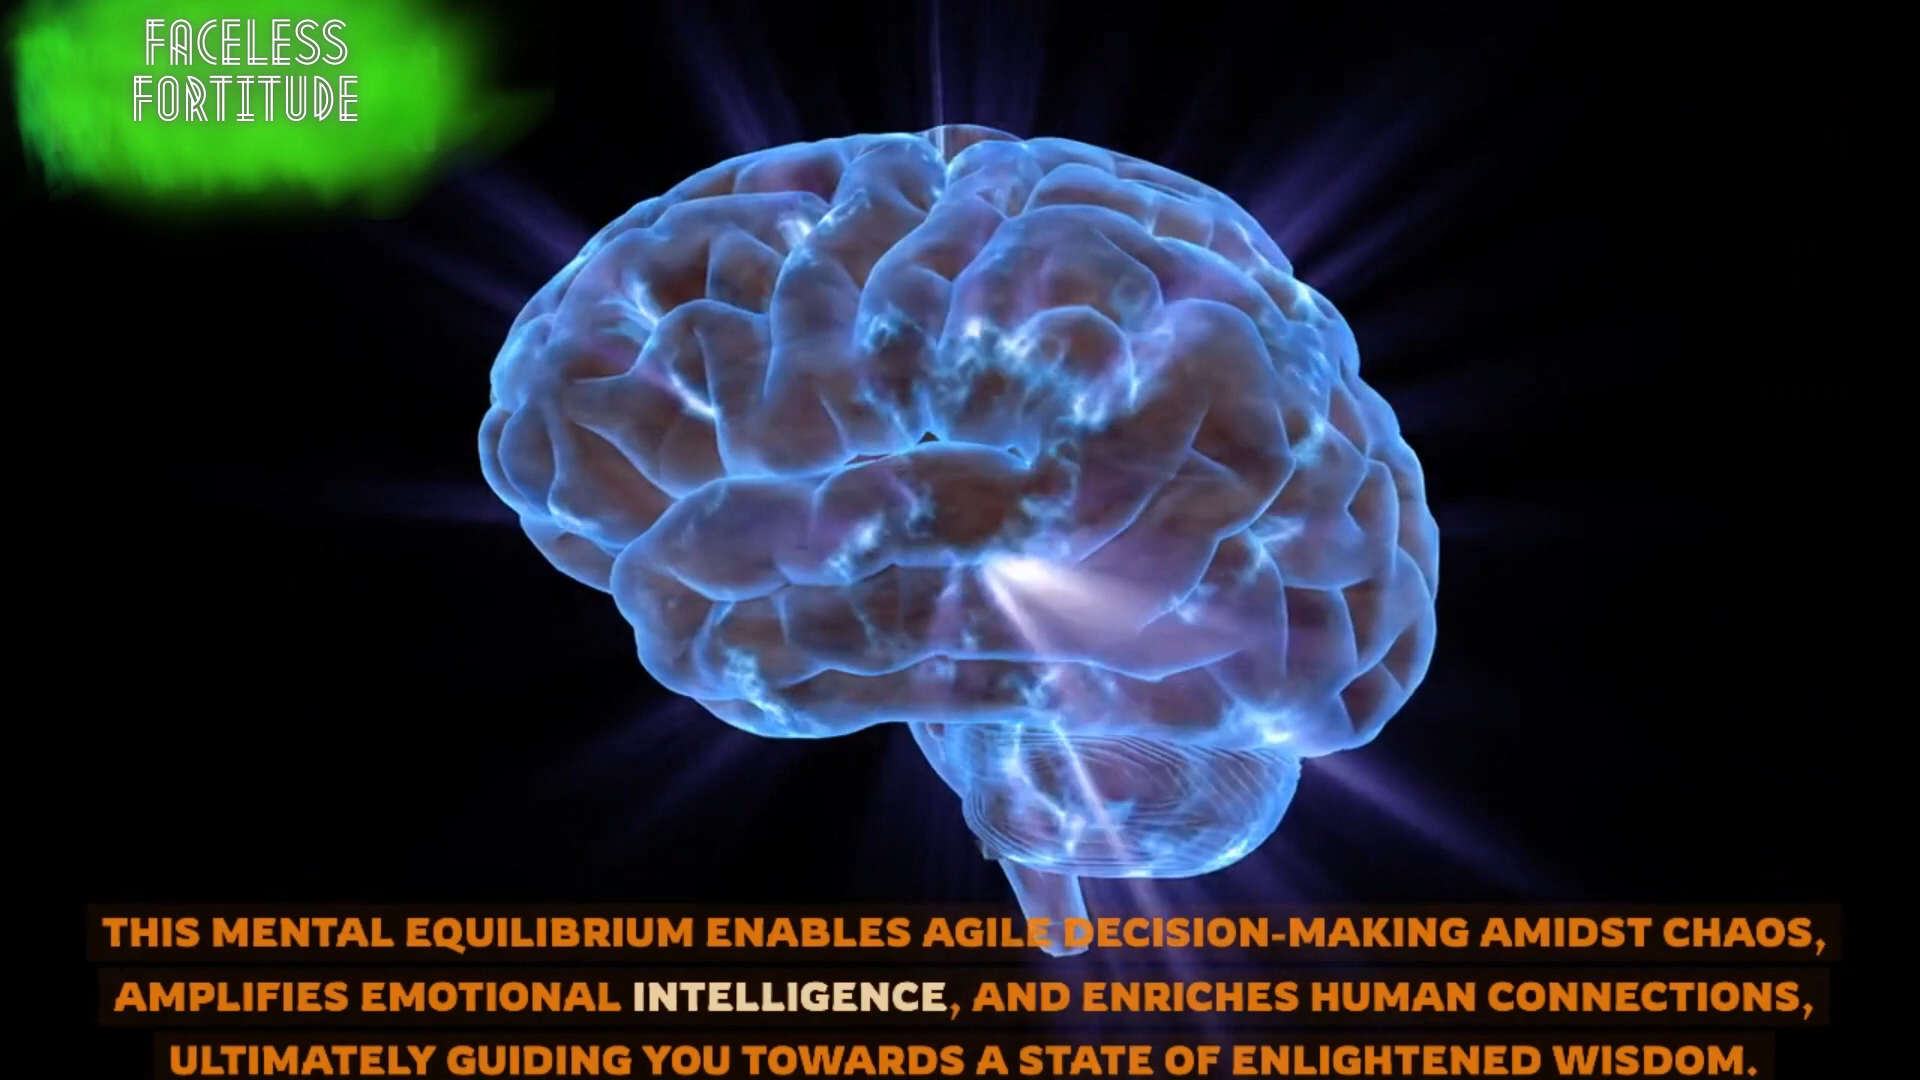 FACELESS
FORTITUDE
THIS MENTAL EQUILIBRIUM ENABLES AGILE DECISION-MAKING AMIDST CHAOS,
AMPLIFIES EMOTIONAL INTELLIGENCE, AND ENRICHES HUMAN CONNECTIONS,
ULTIMATELY GUIDING YOU TOWARDS A STATE OF ENLIGHTENED WISDOM.